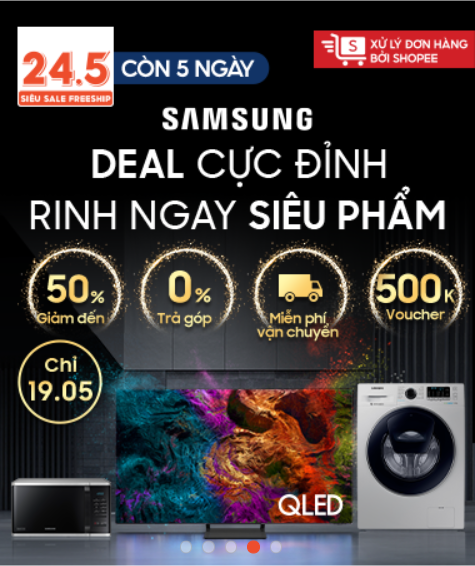 24.5
SIÊU SALE FREESHIP
CÒN 5 NGÀY
S
XỬ LÝ ĐƠN HÀNG
BỞI SHOPEE
SAMSUNG
DEAL CỰC ĐỈNH
RINH NGAY SIÊU PHẨM
50%
Giảm đến
0%
Trả góp
Miễn phí
vận chuyển
500K
Voucher
Chỉ
19.05
QLED